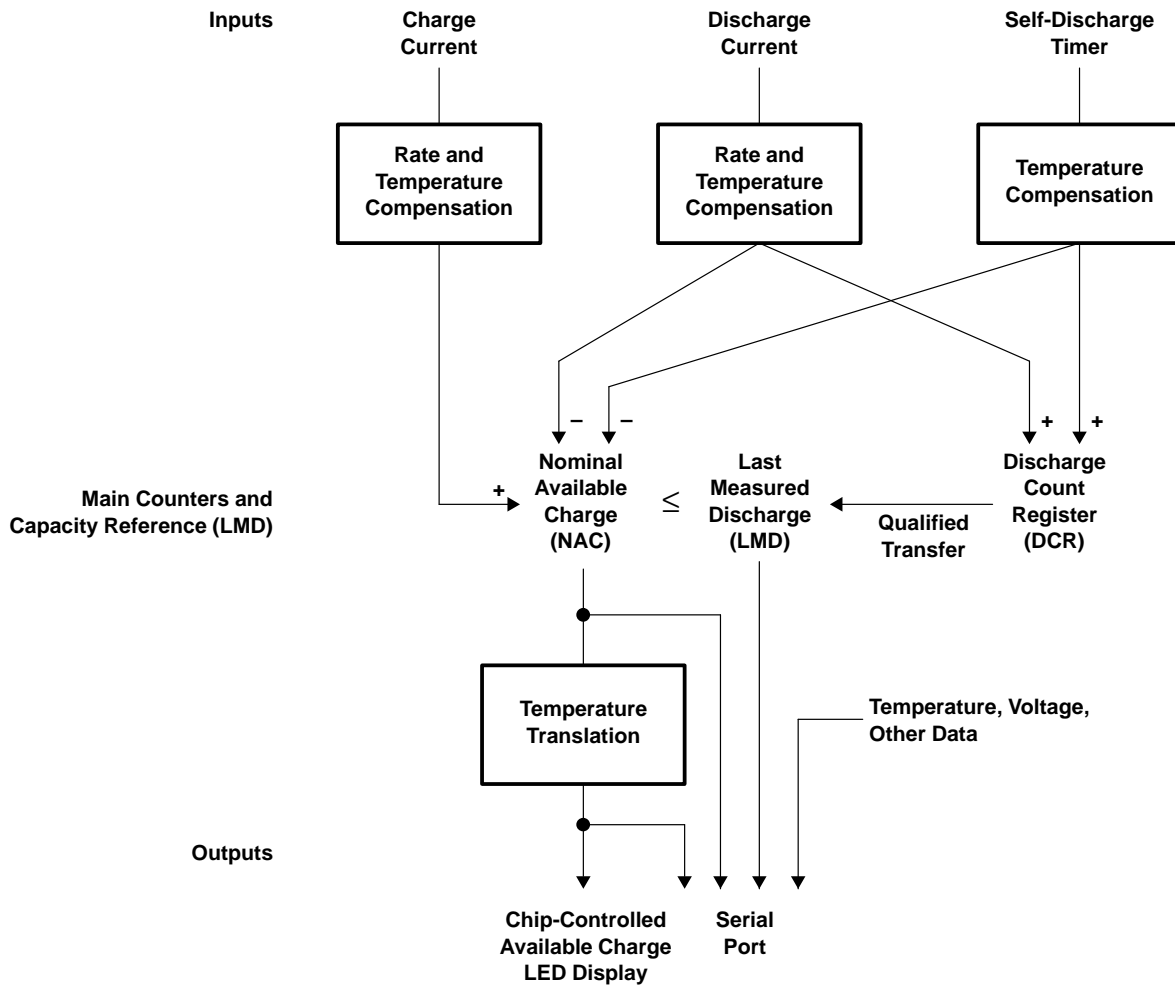 Inputs
Charge
Current
Discharge
Current
Self-Discharge
Timer
Rate and
Temperature
Compensation
Rate and
Temperature
Compensation
Temperature
Compensation
–
–
+
+
Main Counters and
Capacity Reference (LMD)
+
Nominal
Available
Charge
(NAC)
≤
Last
Measured
Discharge
(LMD)
Qualified
Transfer
Discharge
Count
Register
(DCR)
Temperature
Translation
Temperature, Voltage,
Other Data
Outputs
Chip-Controlled
Available Charge
LED Display
Serial
Port